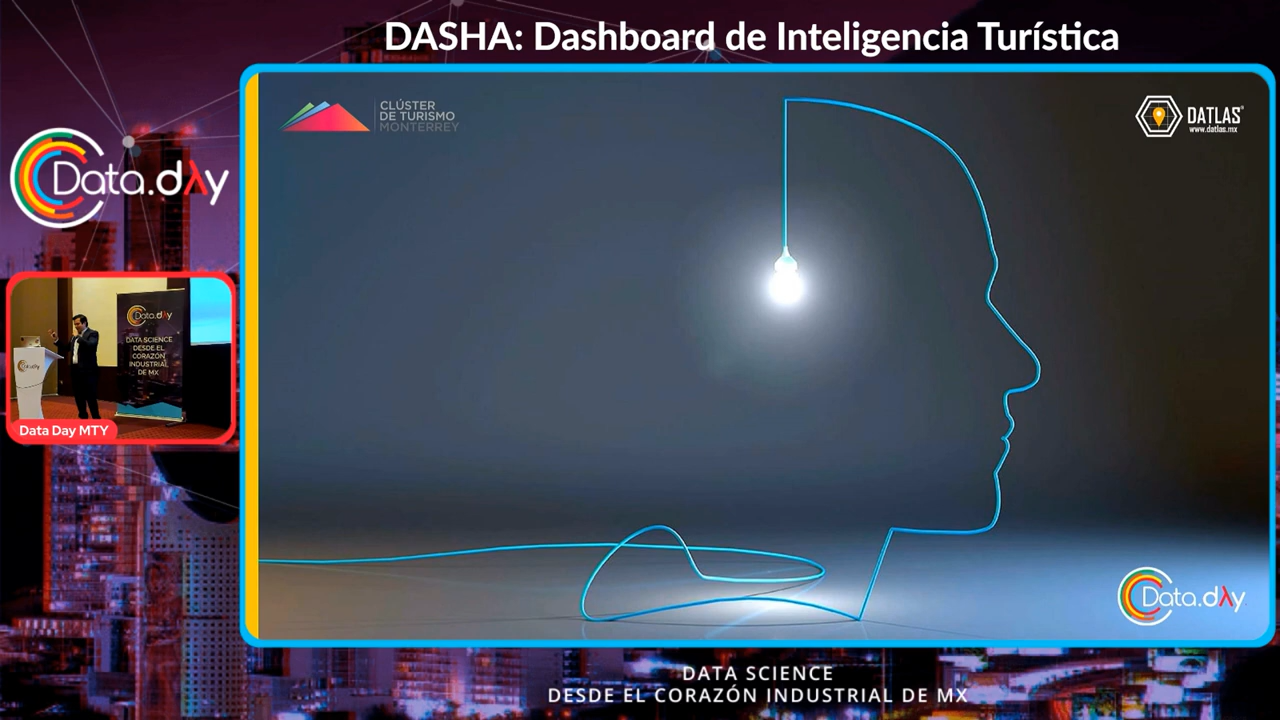 DASHA: Dashboard de Inteligencia Turística
CLÚSTER
DE TURISMO
MONTERREY
DATLAS
www.datlas.mx
Data.dλy
Data.dλy
DATA SCIENCE
DESDE EL
CORAZÓN
INDUSTRIAL
DE MX
Data Day MTY
Data.dλy
DATA SCIENCE
DESDE EL CORAZÓN INDUSTRIAL DE MX